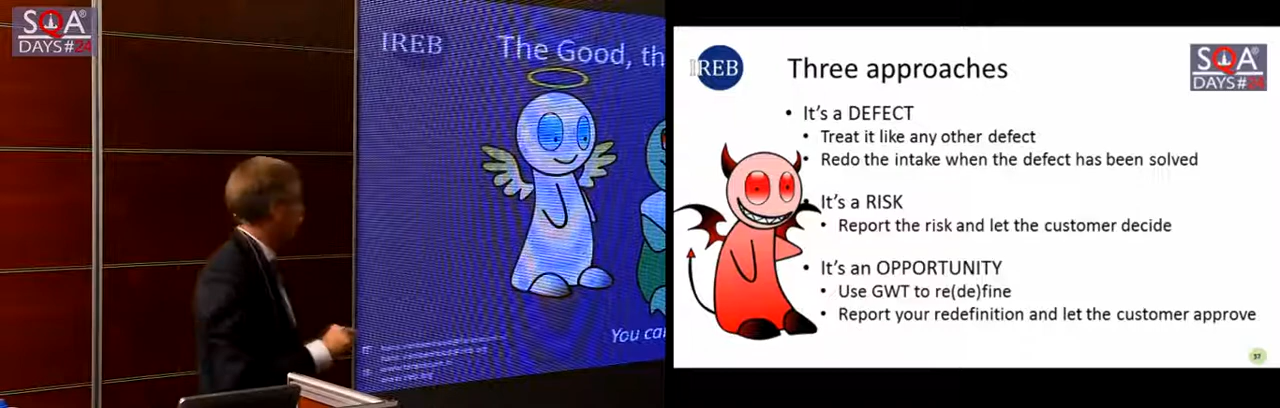 SQA
DAYS#24
IREB
The Good, th
You ca
IREB
Three approaches
SQA
DAYS#24
• It's a DEFECT
• Treat it like any other defect
• Redo the intake when the defect has been solved
• It's a RISK
• Report the risk and let the customer decide
• It's an OPPORTUNITY
• Use GWT to re(de)fine
• Report your redefinition and let the customer approve
37